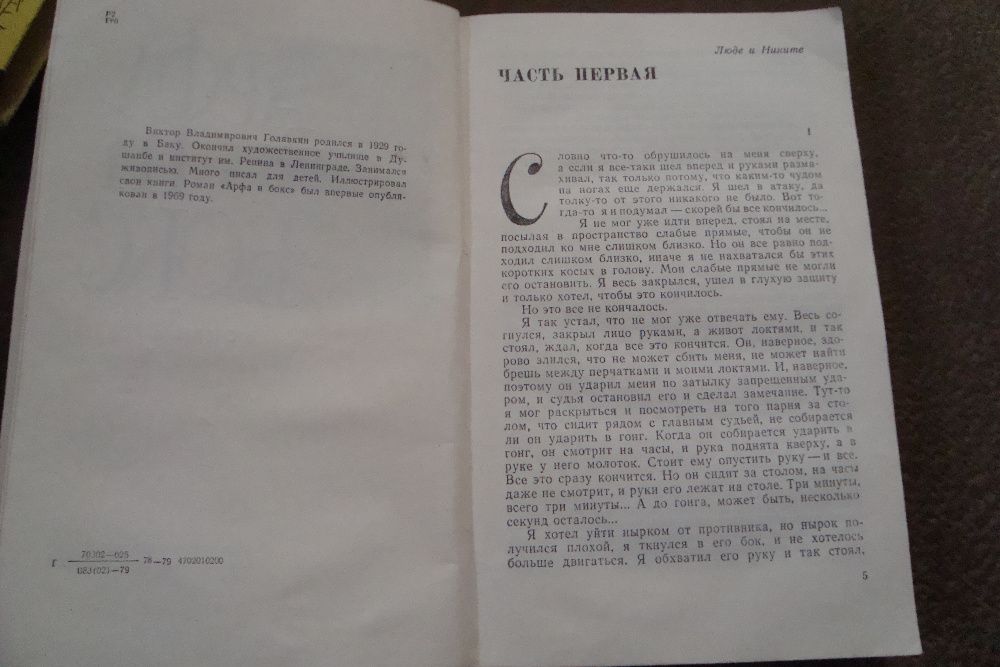 Р2
Г60
Виктор Владимирович Голявкин родился в 1929 го-
ду в Баку. Окончил художественное училище в Ду-
шанбе и институт им. Репина в Ленинграде. Занимался
живописью. Много писал для детей. Иллюстрировал
свои книги. Роман «Арфа и бокс» был впервые опубли-
кован в 1969 году.
Г 70302—025 78—79 4702010200
083(02)—79
Люде и Никите
ЧАСТЬ ПЕРВАЯ
1
Словно что-то обрушилось на меня сверху,
а если я все-таки шел вперед и руками разма-
хивал, так только потому, что каким-то чудом
на ногах еще держался. Я шел в атаку, да
толку-то от этого никакого не было. Вот то-
гда-то я и подумал — скорей бы все кончилось...
Я не мог уже идти вперед, стоял на месте,
посылая в пространство слабые прямые, чтобы он не
подходил ко мне слишком близко. Но он все равно под-
ходил слишком близко, иначе я не нахватался бы этих
коротких косых в голову. Мои слабые прямые не могли
его остановить. Я весь закрылся, ушел в глухую защиту
и только хотел, чтобы это кончилось.
Но это все не кончалось.
Я так устал, что не мог уже отвечать ему. Весь со-
гнулся, закрыл лицо руками, а живот локтями, и так
стоял, ждал, когда все это кончится. Он, наверное, здо-
рово злился, что не может сбить меня, не может найти
брешь между перчатками и моими локтями. И, наверное,
поэтому он ударил меня по затылку запрещенным уда-
ром, и судья остановил его и сделал замечание. Тут-то
я мог раскрыться и посмотреть на того парня за сто-
лом, что сидит рядом с главным судьей, не собирается
ли он ударить в гонг. Когда он собирается ударить в
гонг, он смотрит на часы, и рука поднята кверху, а в
руке у него молоток. Стоит ему опустить руку — и все.
Все это сразу кончится. Но он сидит за столом, на часы
даже не смотрит, и руки его лежат на столе. Три минуты,
всего три минуты... А до гонга, может быть, несколько
секунд осталось...
Я хотел уйти нырком от противника, но нырок по-
лучился плохой, я ткнулся в его бок, и не хотелось
больше двигаться. Я обхватил его руку и так стоял,
5